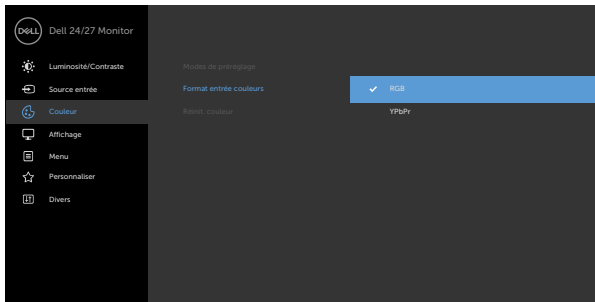 DELL
Dell 24/27 Monitor
Luminosité/Contraste
Source entrée
Couleur
Affichage
Menu
Personnaliser
Divers
Modes de préréglage
Format entrée couleurs
Réinit. couleur
RGB
YPbPr